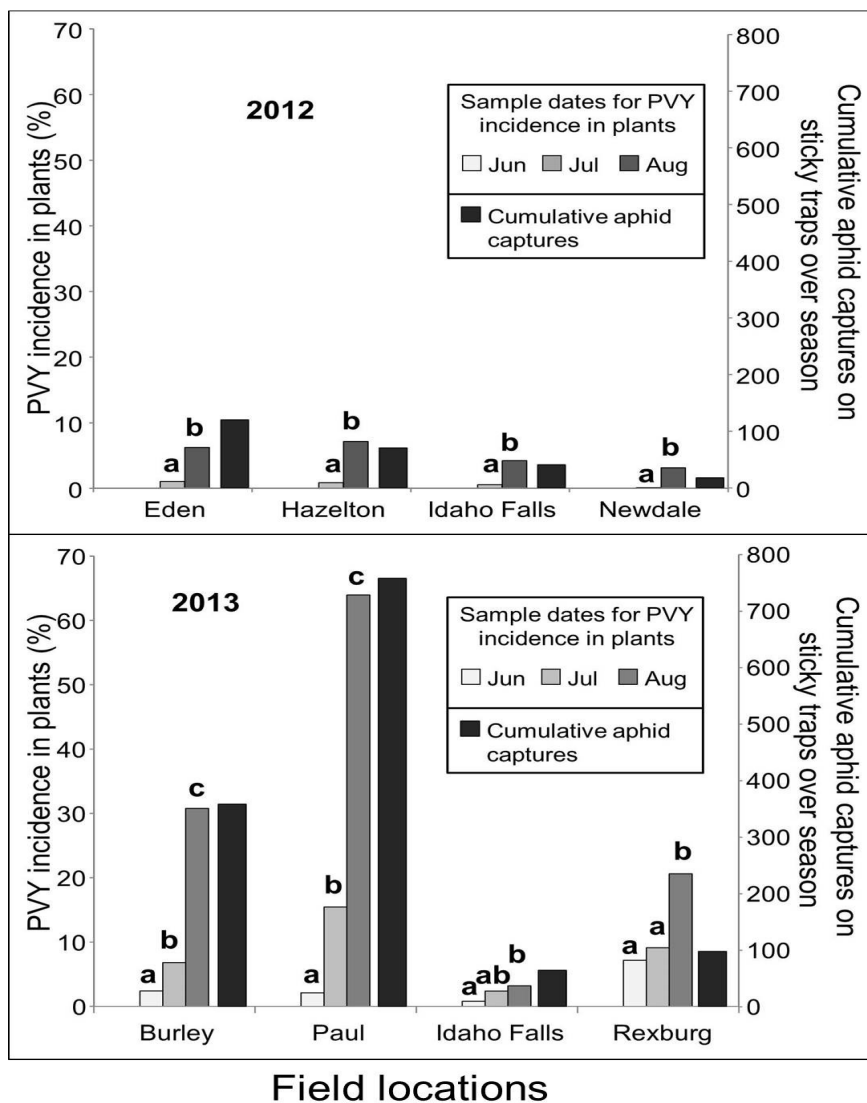 PVY incidence in plants (%)
70
60
50
40
30
20
10
0
2012
Sample dates for PVY
incidence in plants
Jun Jul Aug
Cumulative aphid
captures
a b
a b
a b
a b
Eden Hazelton Idaho Falls Newdale
800
700
600
500
400
300
200
100
0
Cumulative aphid captures on
sticky traps over season
PVY incidence in plants (%)
70
60
50
40
30
20
10
0
2013
Sample dates for PVY
incidence in plants
Jun Jul Aug
Cumulative aphid
captures
a b c
a b c
a ab b
a a b
Burley Paul Idaho Falls Rexburg
800
700
600
500
400
300
200
100
0
Cumulative aphid captures on
sticky traps over season
Field locations